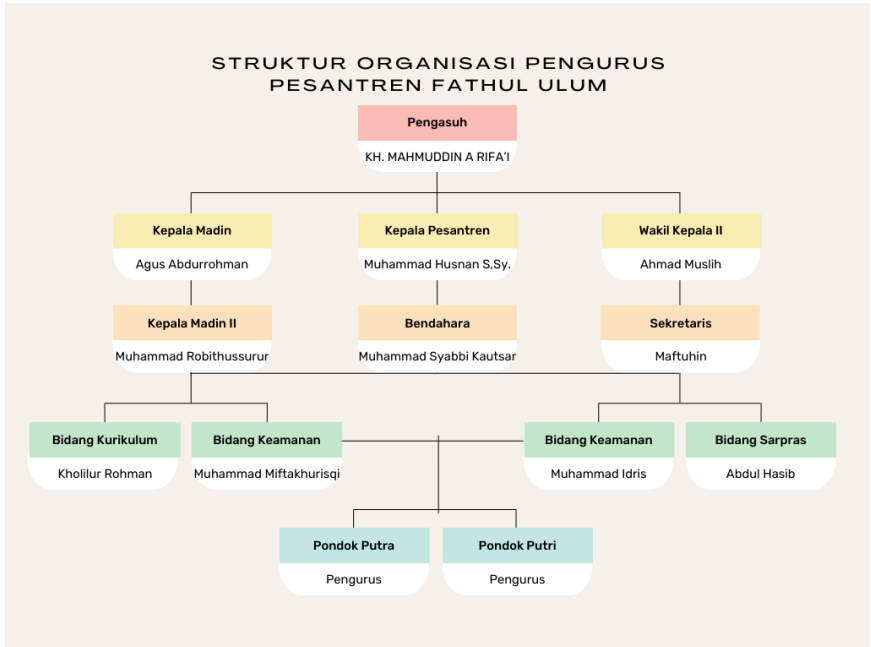 STRUKTUR ORGANISASI PENGURUS
PESANTREN FATHUL ULUM
Pengasuh
KH. MAHMUDDIN A RIFA'I
Kepala Madin
Agus Abdurrohman
Kepala Pesantren
Muhammad Husnan S,Sy.
Wakil Kepala II
Ahmad Muslih
Kepala Madin II
Muhammad Robithussurur
Bendahara
Muhammad Syabbi Kautsar
Sekretaris
Maftuhin
Bidang Kurikulum
Kholilur Rohman
Bidang Keamanan
Muhammad Miftakhurisqi
Bidang Keamanan
Muhammad Idris
Bidang Sarpras
Abdul Hasib
Pondok Putra
Pengurus
Pondok Putri
Pengurus